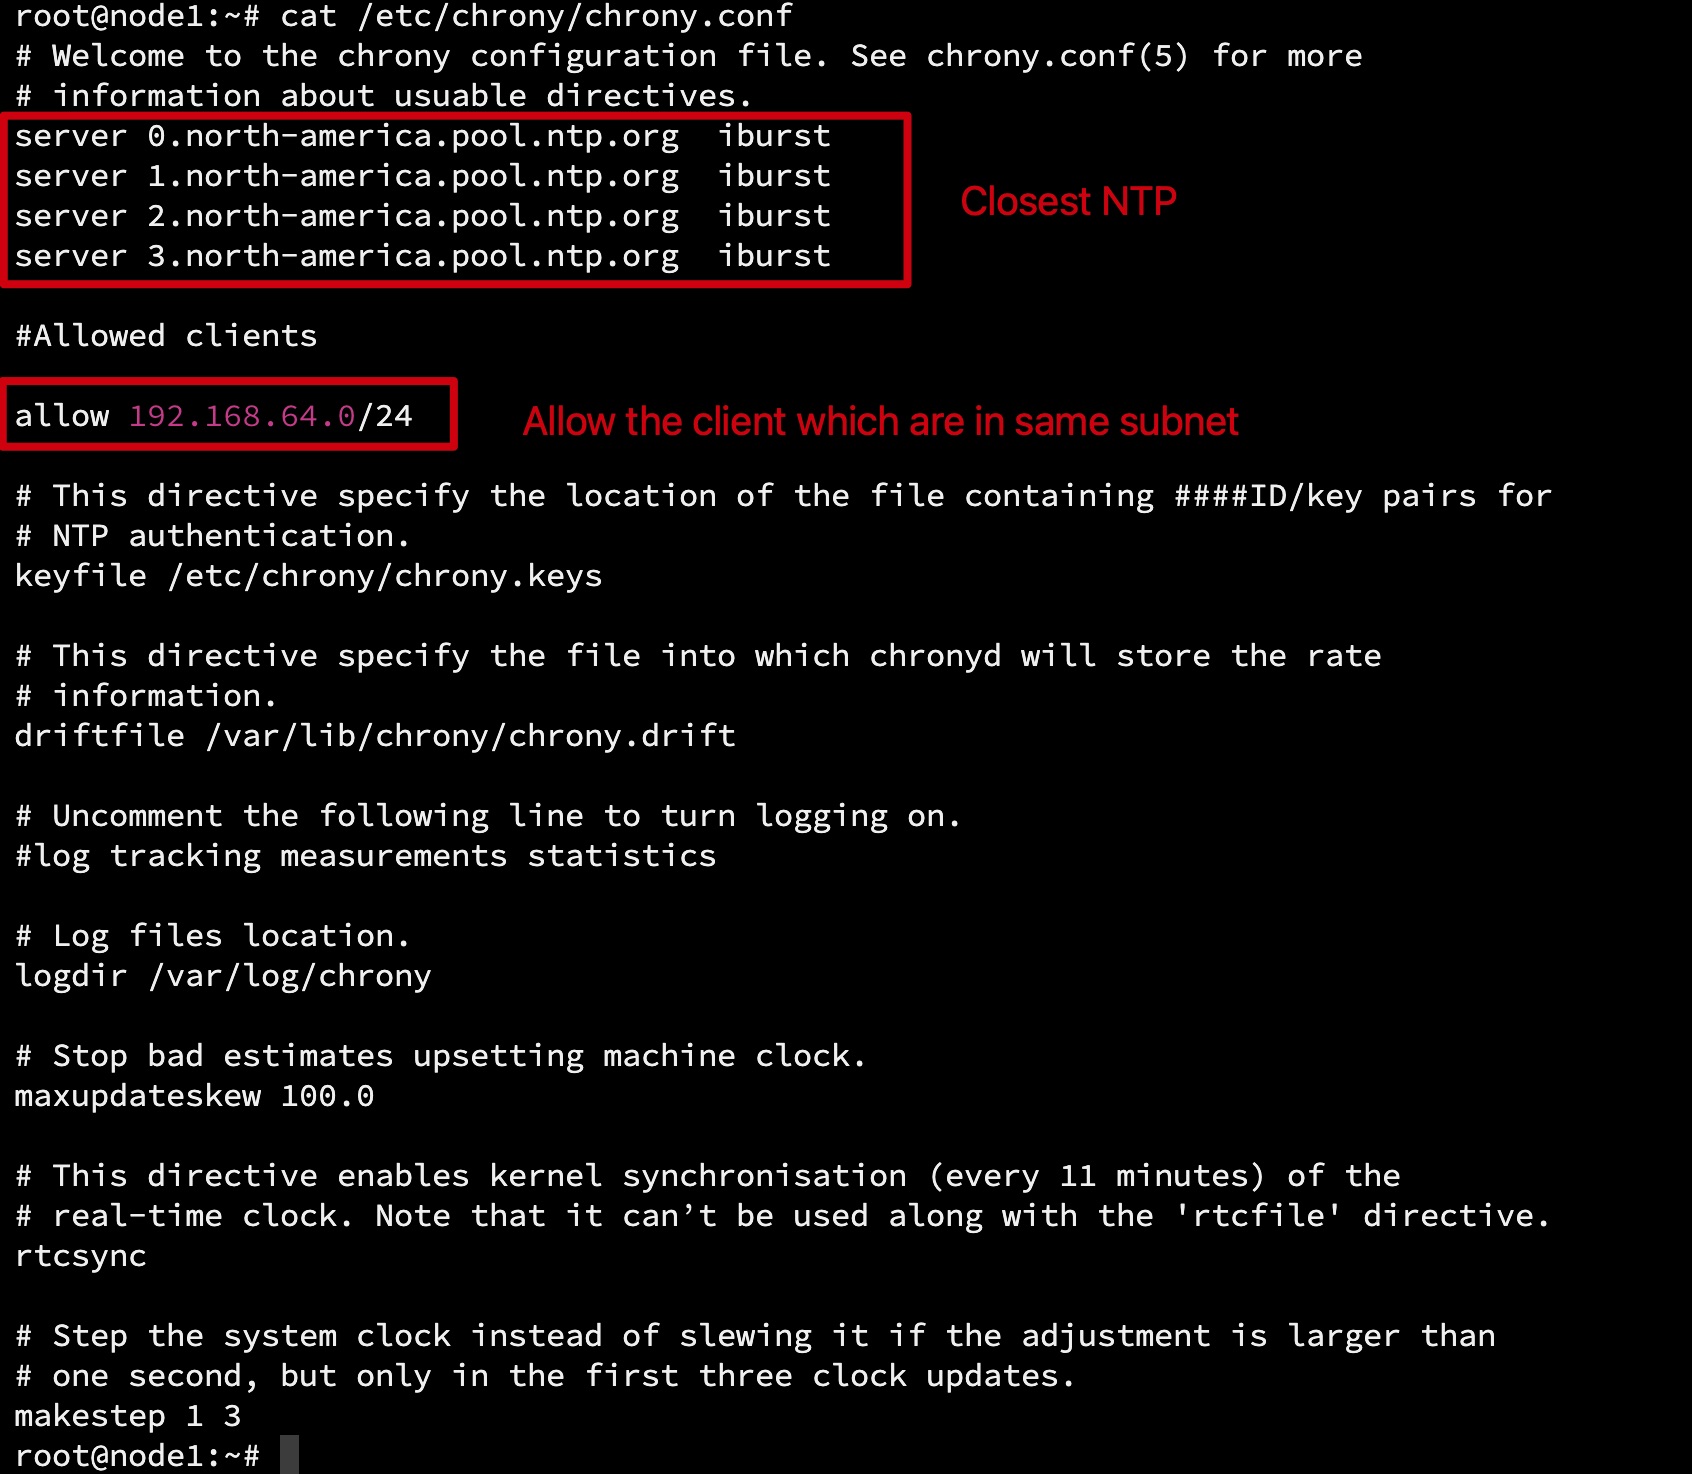 root@node1:~# cat /etc/chrony/chrony.conf
# Welcome to the chrony configuration file. See chrony.conf(5) for more
# information about usuable directives.
server 0.north-america.pool.ntp.org  iburst
server 1.north-america.pool.ntp.org  iburst
server 2.north-america.pool.ntp.org  iburst
server 3.north-america.pool.ntp.org  iburst
Closest NTP
#Allowed clients
allow 192.168.64.0/24
Allow the client which are in same subnet
# This directive specify the location of the file containing ####ID/key pairs for
# NTP authentication.
keyfile /etc/chrony/chrony.keys
# This directive specify the file into which chronyd will store the rate
# information.
driftfile /var/lib/chrony/chrony.drift
# Uncomment the following line to turn logging on.
#log tracking measurements statistics
# Log files location.
logdir /var/log/chrony
# Stop bad estimates upsetting machine clock.
maxupdateskew 100.0
# This directive enables kernel synchronisation (every 11 minutes) of the
# real-time clock. Note that it can’t be used along with the 'rtcfile' directive.
rtcsync
# Step the system clock instead of slewing it if the adjustment is larger than
# one second, but only in the first three clock updates.
makestep 1 3
root@node1:~#